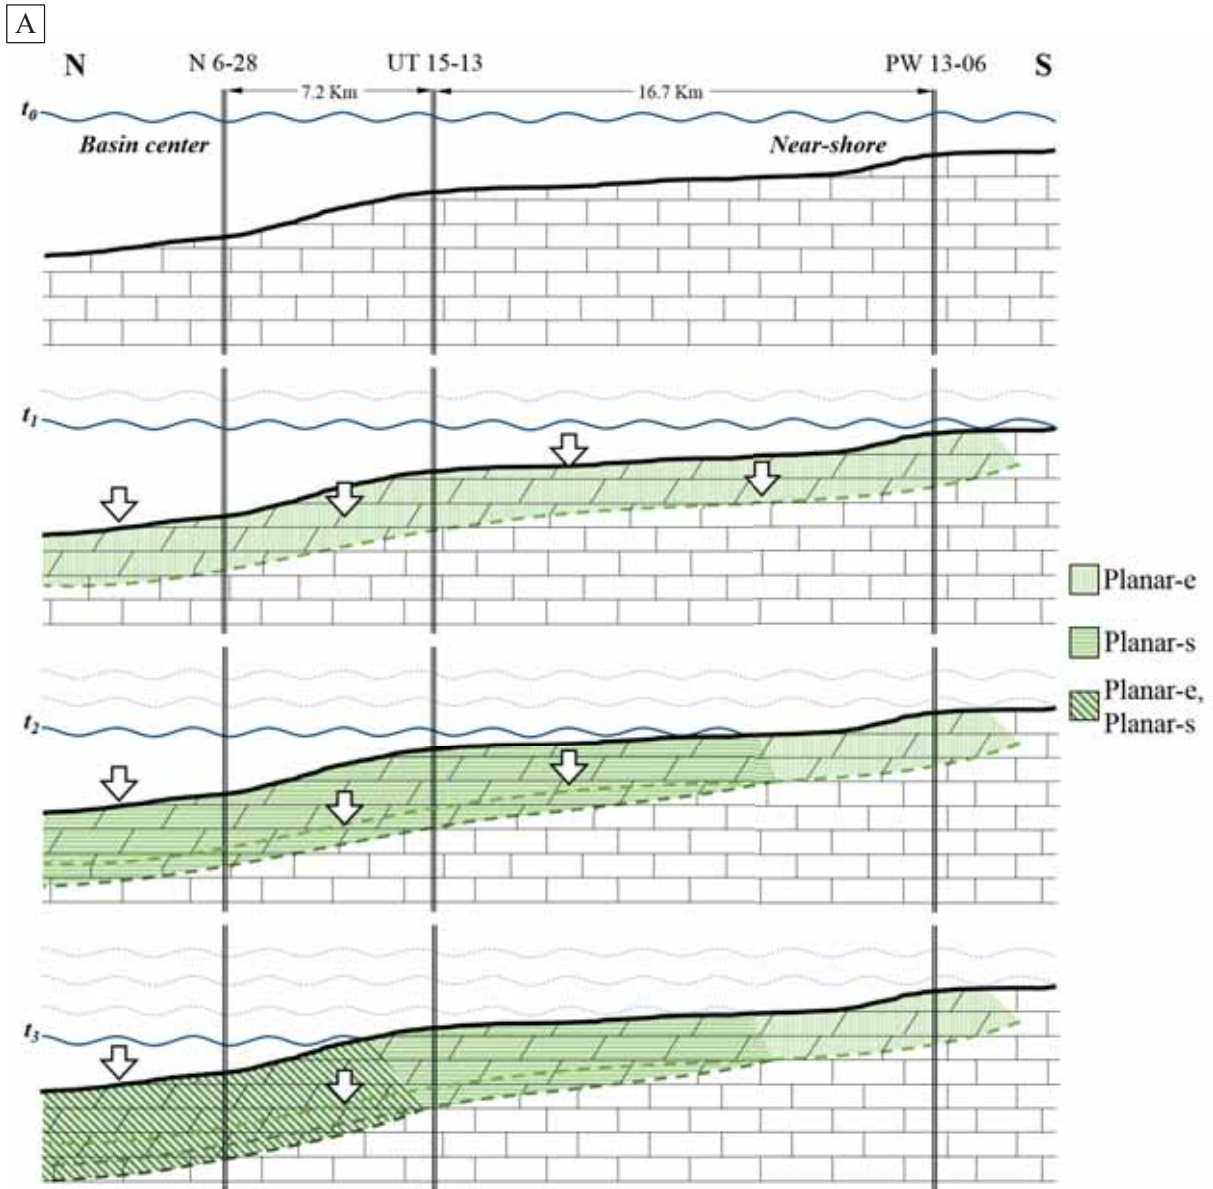 A
N N 6-28 UT 15-13 PW 13-06 S
7.2 Km 16.7 Km
t0
Basin center Near-shore
t1
Planar-e
Planar-s
Planar-e,
Planar-s
t2
t3